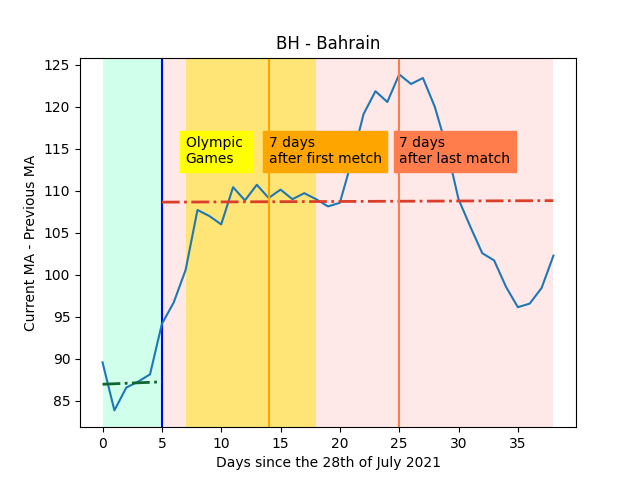 BH - Bahrain
Current MA - Previous MA
125
120
115
110
105
100
95
90
85
Olympic
Games
7 days
after first metch
7 days
after last match
0
5
10
15
20
25
30
35
Days since the 28th of July 2021